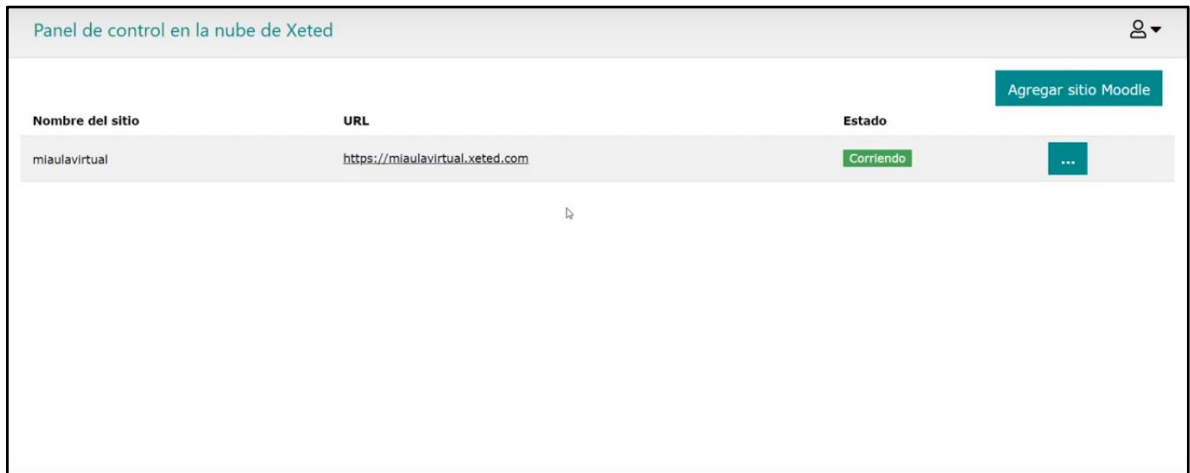 Panel de control en la nube de Xeted
Agregar sitio Moodle
Nombre del sitio URL Estado
miaulavirtual https://miaulavirtual.xeted.com Corriendo ...